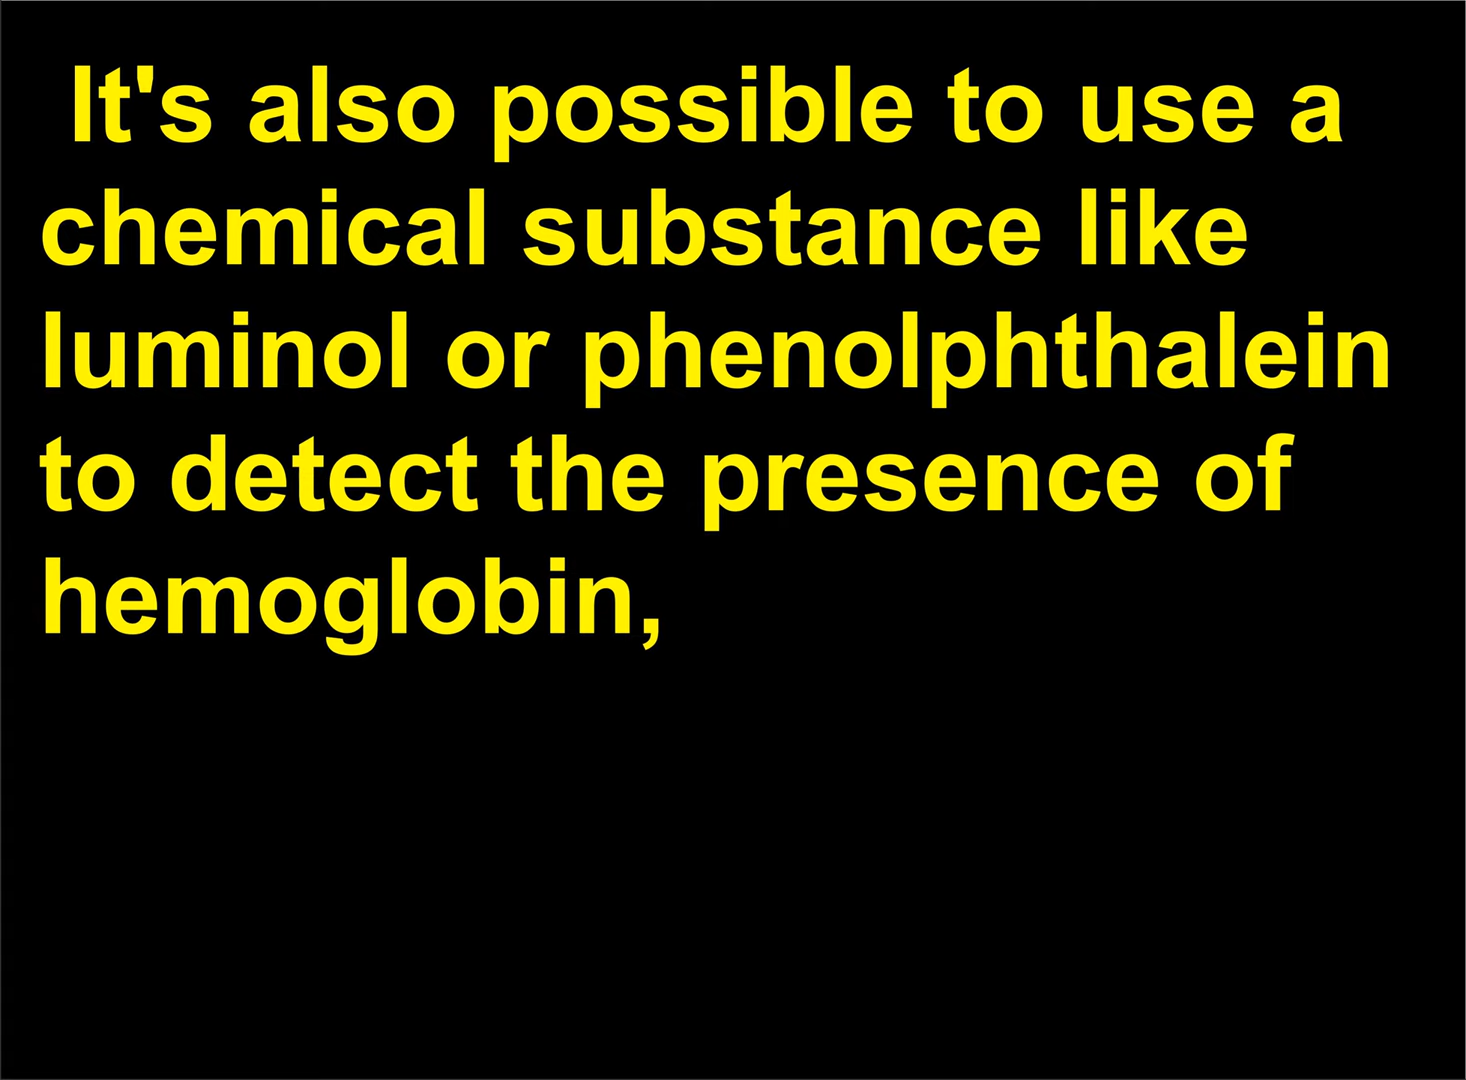 It's also possible to use a
chemical substance like
luminol or phenolphthalein
to detect the presence of
hemoglobin,